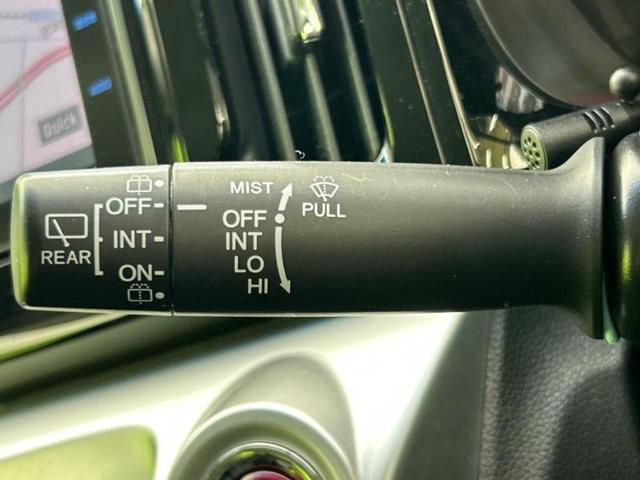 Quick
REAR
OFF
INT
ON
MIST
OFF
INT
LO
HI
PULL